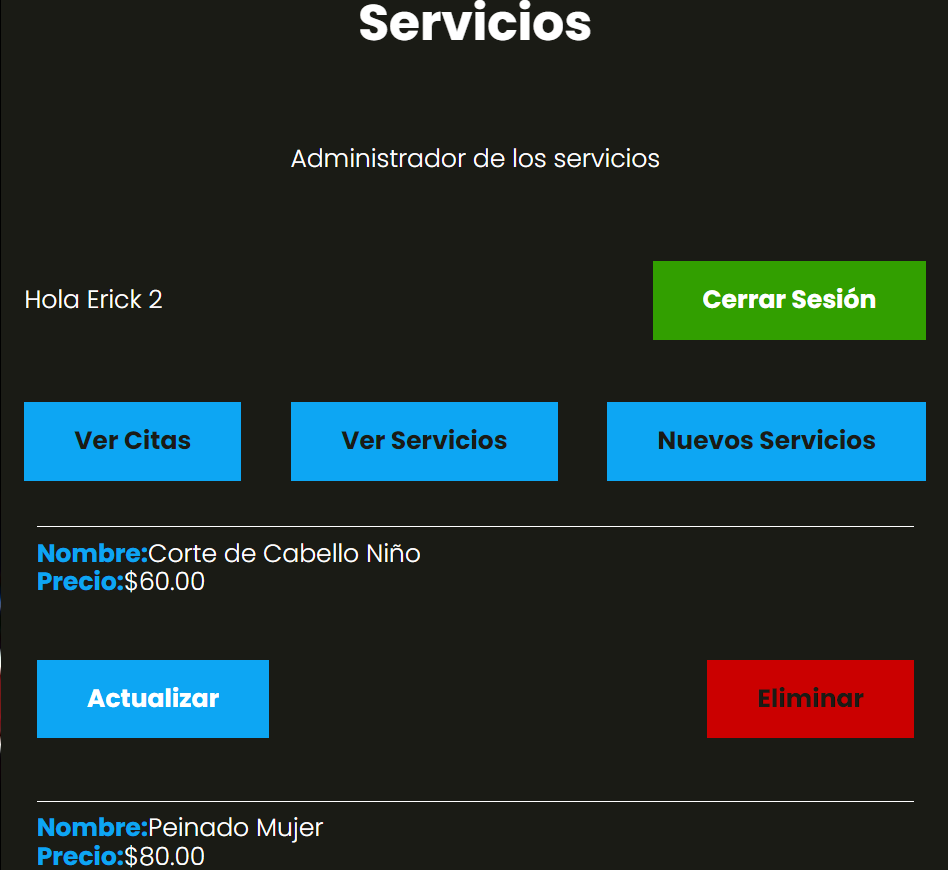 Servicios
Administrador de los servicios
Hola Erick 2
Cerrar Sesión
Ver Citas
Ver Servicios
Nuevos Servicios
Nombre:Corte de Cabello Niño
Precio:$60.00
Actualizar
Eliminar
Nombre:Peinado Mujer
Precio:$80.00